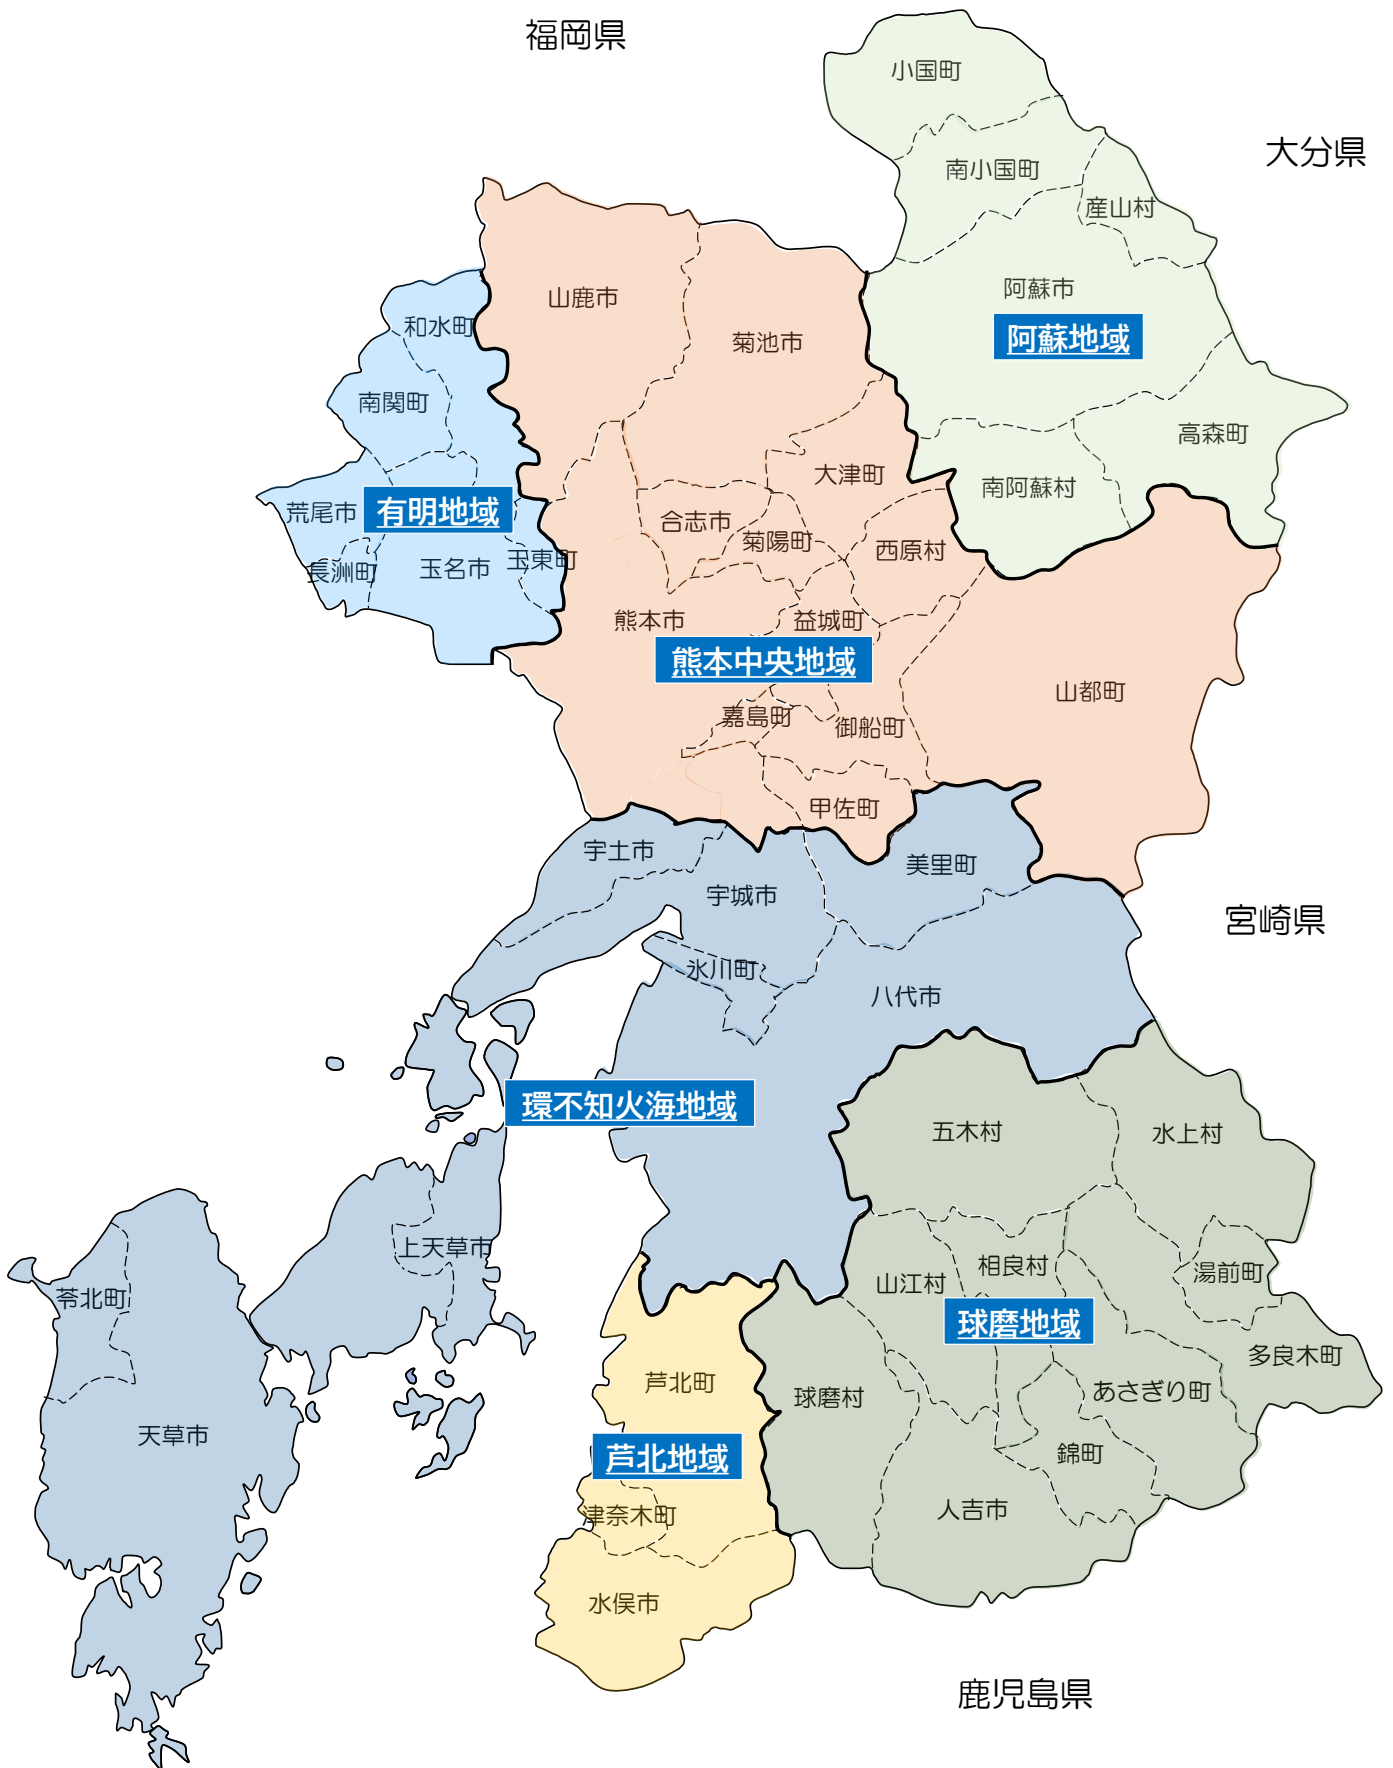 福岡県
小国町
大分県
南小国町
産山村
阿蘇市
山鹿市
和水町
阿蘇地域
菊池市
南関町
高森町
大津町
南阿蘇村
荒尾市
有明地域
合志市
菊陽町
西原村
長洲町
玉名市
玉東町
熊本市
益城町
熊本中央地域
山都町
嘉島町
御船町
甲佐町
宇土市
美里町
宇城市
宮崎県
氷川町
八代市
環不知火海地域
五木村
水上村
上天草市
相良村
湯前町
山江村
苓北町
球磨地域
多良木町
芦北町
あさぎり町
球磨村
天草市
芦北地域
錦町
人吉市
津奈木町
水俣市
鹿児島県